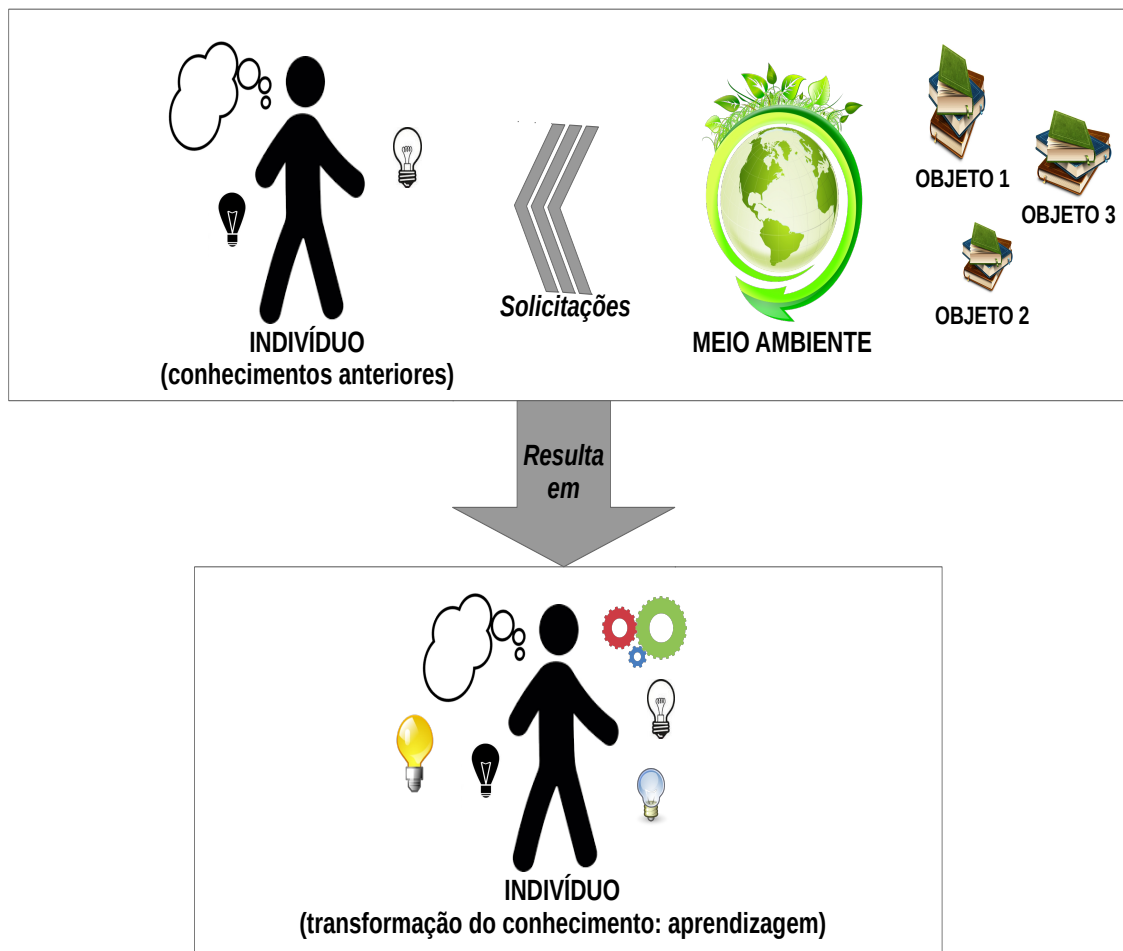 OBJETO 1
OBJETO 3
Solicitações
OBJETO 2
INDIVÍDUO
(conhecimentos anteriores)
MEIO AMBIENTE
Resulta
em
INDIVÍDUO
(transformação do conhecimento: aprendizagem)